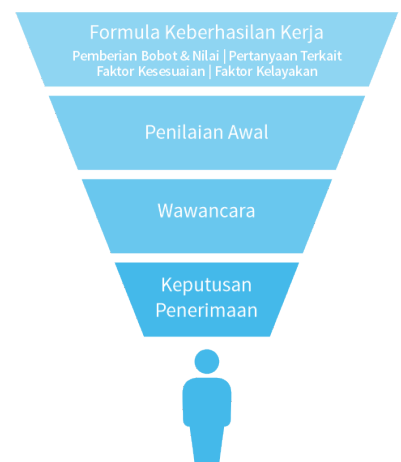 Formula Keberhasilan Kerja
Pemberian Bobot & Nilai | Pertanyaan Terkait
Faktor Kesesuaian | Faktor Kelayakan
Penilaian Awal
Wawancara
Keputusan
Penerimaan